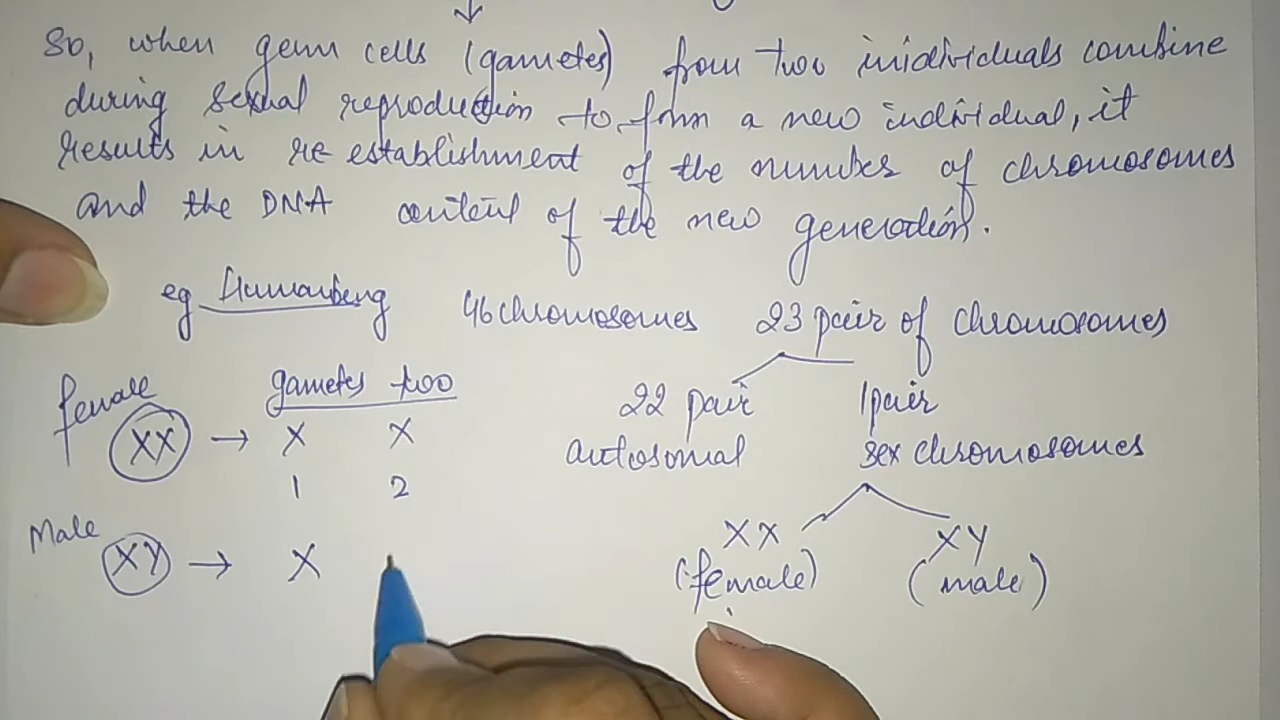 So, when germ cells (gametes) from two inidividuals combine
during sexual reproduction to form a new individual, it
results in re establishment of the number of chromosomes
and the DNA content of the new generation.
eg Humanbeng 46 chromosomes 23 pair of chromosomes
female gametes two 22 pair 1 pair
XX → X X autosomal sex chromosomes
1 2
Male XX XY
XY → X (female) (male)